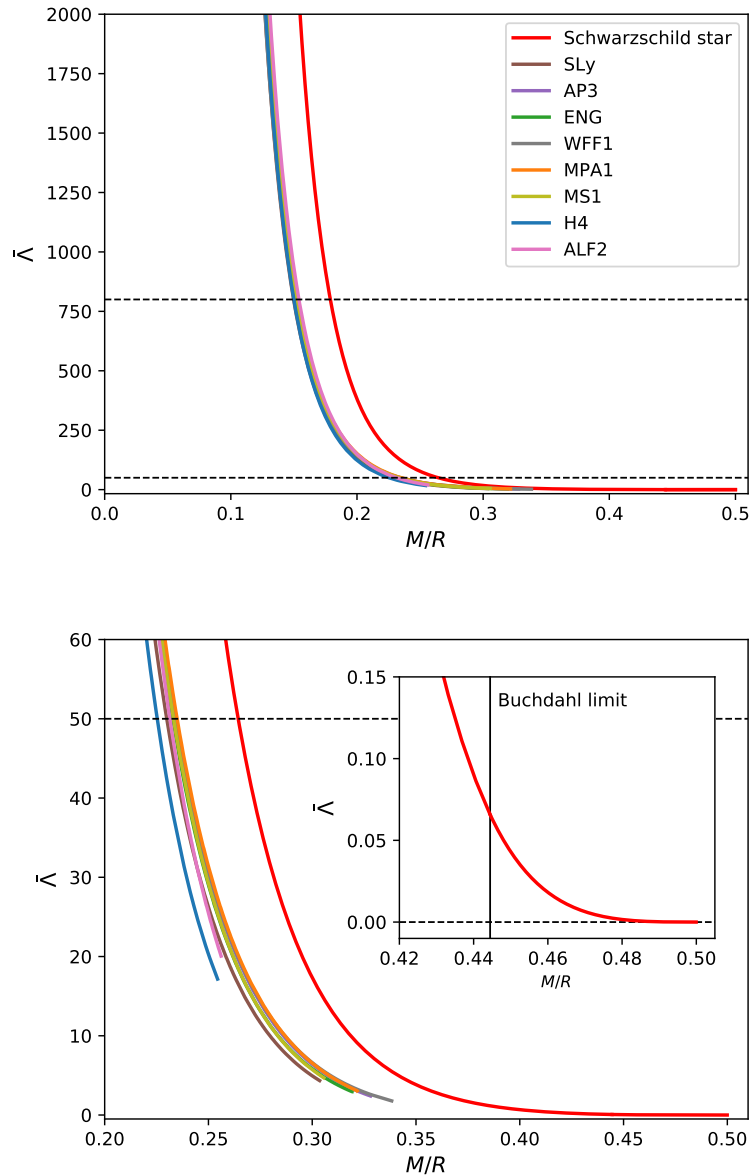 2000
1750
1500
1250
1000
750
500
250
0
Λ̄
0.0 0.1 0.2 0.3 0.4 0.5
M/R
Schwarzschild star
SLy
AP3
ENG
WFF1
MPA1
MS1
H4
ALF2
60
50
40
30
20
10
0
Λ̄
0.20 0.25 0.30 0.35 0.40 0.45 0.50
M/R
0.15
0.10
0.05
0.00
Λ̄
Buchdahl limit
0.42 0.44 0.46 0.48 0.50
M/R